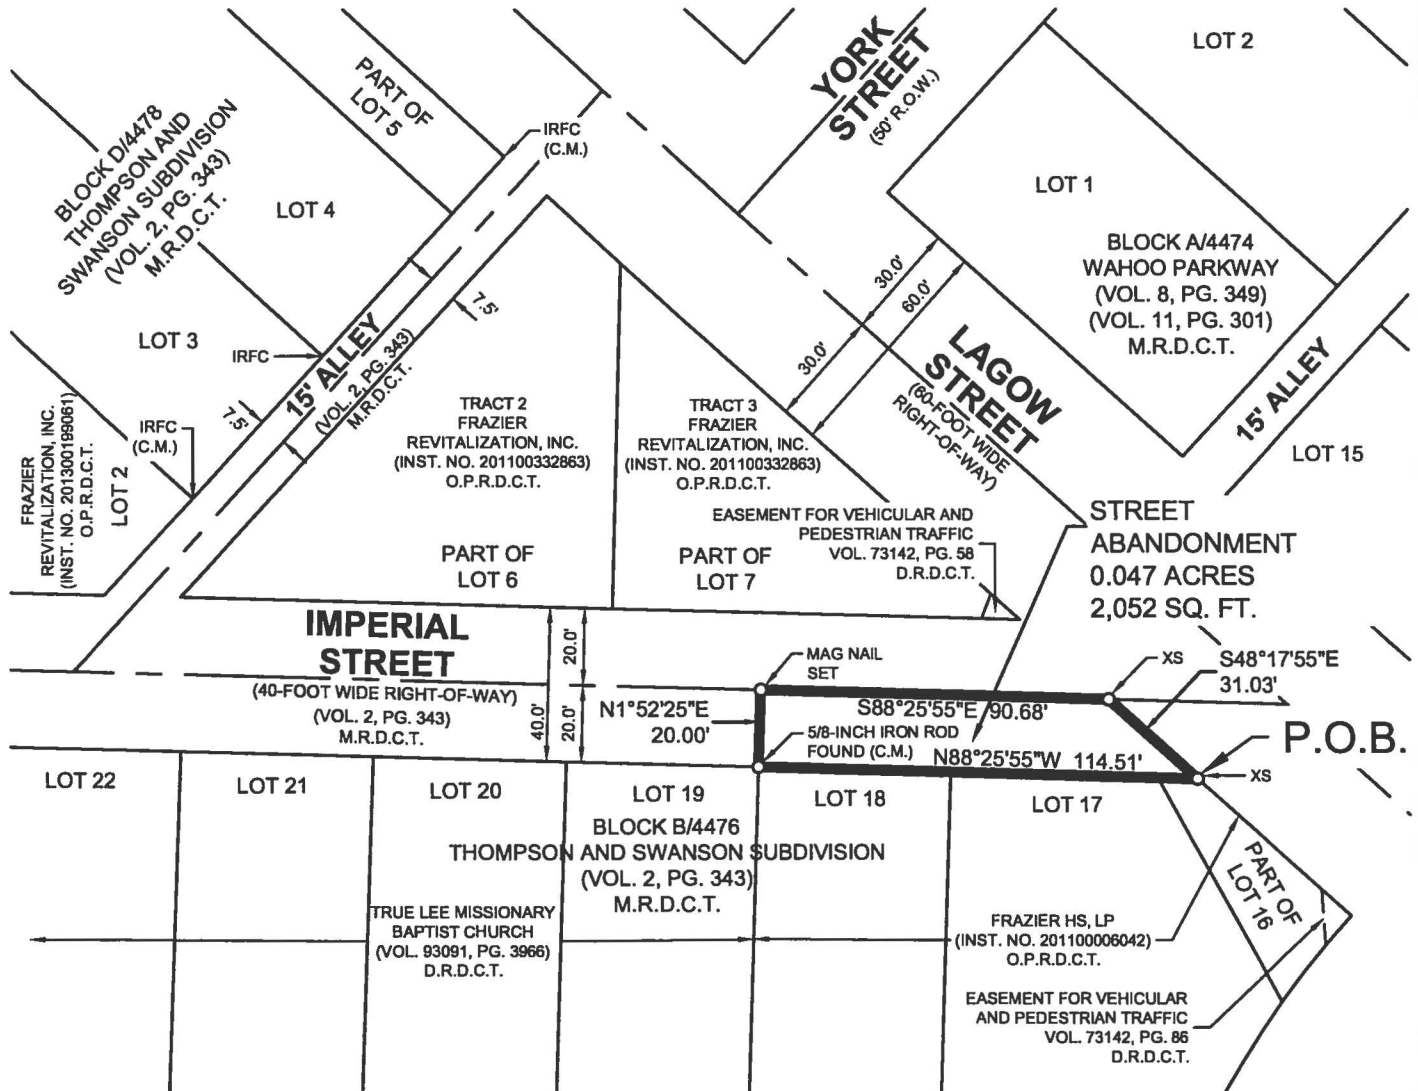 LOT 2
YORK
STREET
(50' R.O.W.)
PART OF
LOT 5
IRFC
(C.M.)
BLOCK D/4478
THOMPSON AND
SWANSON SUBDIVISION
(VOL. 2, PG. 343)
M.R.D.C.T.
LOT 4
LOT 1
BLOCK A/4474
WAHOO PARKWAY
(VOL. 8, PG. 349)
(VOL. 11, PG. 301)
M.R.D.C.T.
30.0'
60.0'
30.0'
7.5'
LOT 3
IRFC
15' ALLEY
(VOL. 2, PG. 343)
M.R.D.C.T.
LAGOW
STREET
(60-FOOT WIDE
RIGHT-OF-WAY)
15' ALLEY
LOT 15
7.5'
IRFC
(C.M.)
FRAZIER
REVITALIZATION, INC.
(INST. NO. 201300199061)
O.P.R.D.C.T.
LOT 2
TRACT 2
FRAZIER
REVITALIZATION, INC.
(INST. NO. 201100332863)
O.P.R.D.C.T.
TRACT 3
FRAZIER
REVITALIZATION, INC.
(INST. NO. 201100332863)
O.P.R.D.C.T.
EASEMENT FOR VEHICULAR AND
PEDESTRIAN TRAFFIC
VOL. 73142, PG. 58
D.R.D.C.T.
PART OF
LOT 6
PART OF
LOT 7
STREET
ABANDONMENT
0.047 ACRES
2,052 SQ. FT.
IMPERIAL
STREET
(40-FOOT WIDE RIGHT-OF-WAY)
(VOL. 2, PG. 343)
M.R.D.C.T.
20.0'
40.0'
20.0'
MAG NAIL
SET
XS
S48°17'55"E
31.03'
N1°52'25"E
20.00'
S88°25'55"E 90.68'
5/8-INCH IRON ROD
FOUND (C.M.)
N88°25'55"W 114.51'
P.O.B.
XS
LOT 22
LOT 21
LOT 20
LOT 19
LOT 18
LOT 17
BLOCK B/4476
THOMPSON AND SWANSON SUBDIVISION
(VOL. 2, PG. 343)
M.R.D.C.T.
PART OF
LOT 16
TRUE LEE MISSIONARY
BAPTIST CHURCH
(VOL. 93091, PG. 3966)
D.R.D.C.T.
FRAZIER HS, LP
(INST. NO. 201100006042)
O.P.R.D.C.T.
EASEMENT FOR VEHICULAR
AND PEDESTRIAN TRAFFIC
VOL. 73142, PG. 86
D.R.D.C.T.